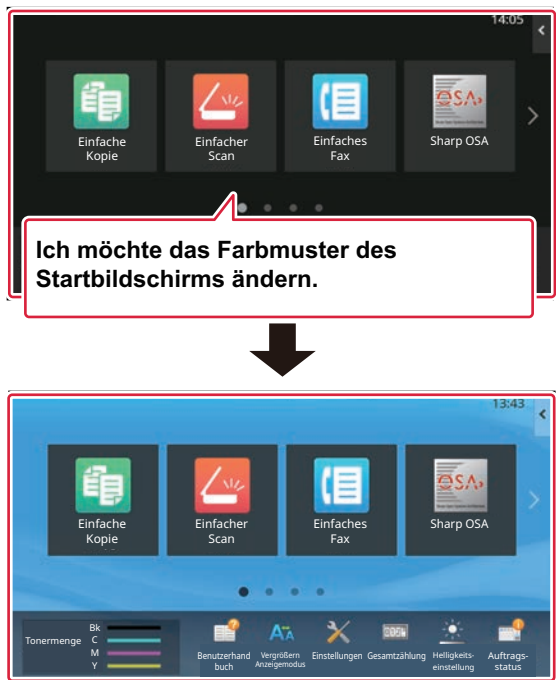 14:05
Einfache
Kopie
Einfacher
Scan
Einfaches
Fax
OSA
Sharp OSA
Ich möchte das Farbmuster des
Startbildschirms ändern.
13:43
Einfache
Kopie
Einfacher
Scan
Einfaches
Fax
OSA
Sharp OSA
Tonermenge
Bk
C
M
Y
Benutzerhand
buch
Vergrößern
Anzeigemodus
Einstellungen
Gesamtzählung
Helligkeits-
einstellung
Auftrags-
status